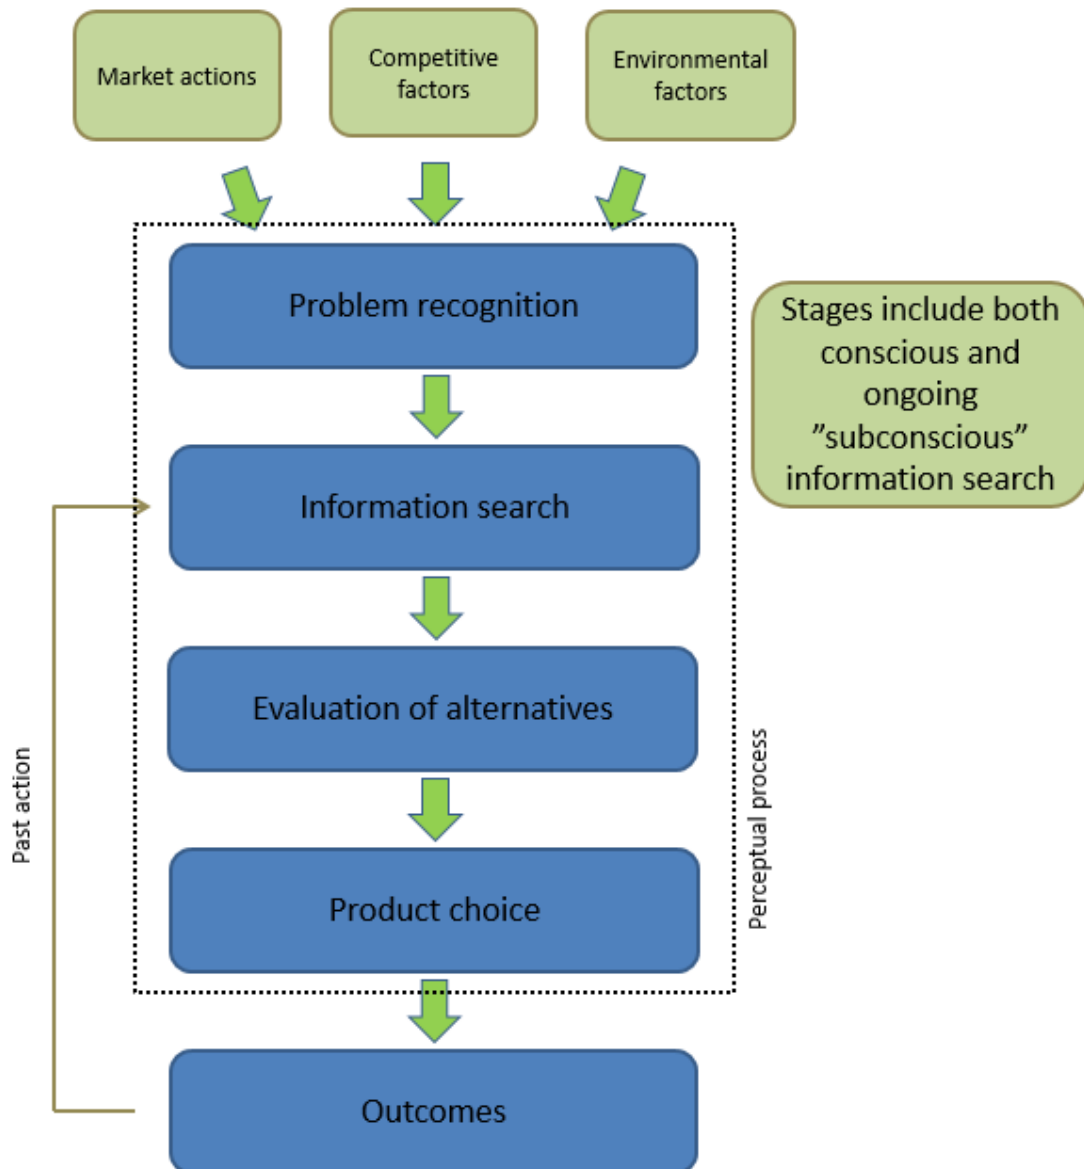 Market actions
Competitive
factors
Environmental
factors
Problem recognition
Stages include both
conscious and
ongoing
”subconscious”
information search
Information search
Evaluation of alternatives
Past action
Perceptual process
Product choice
Outcomes